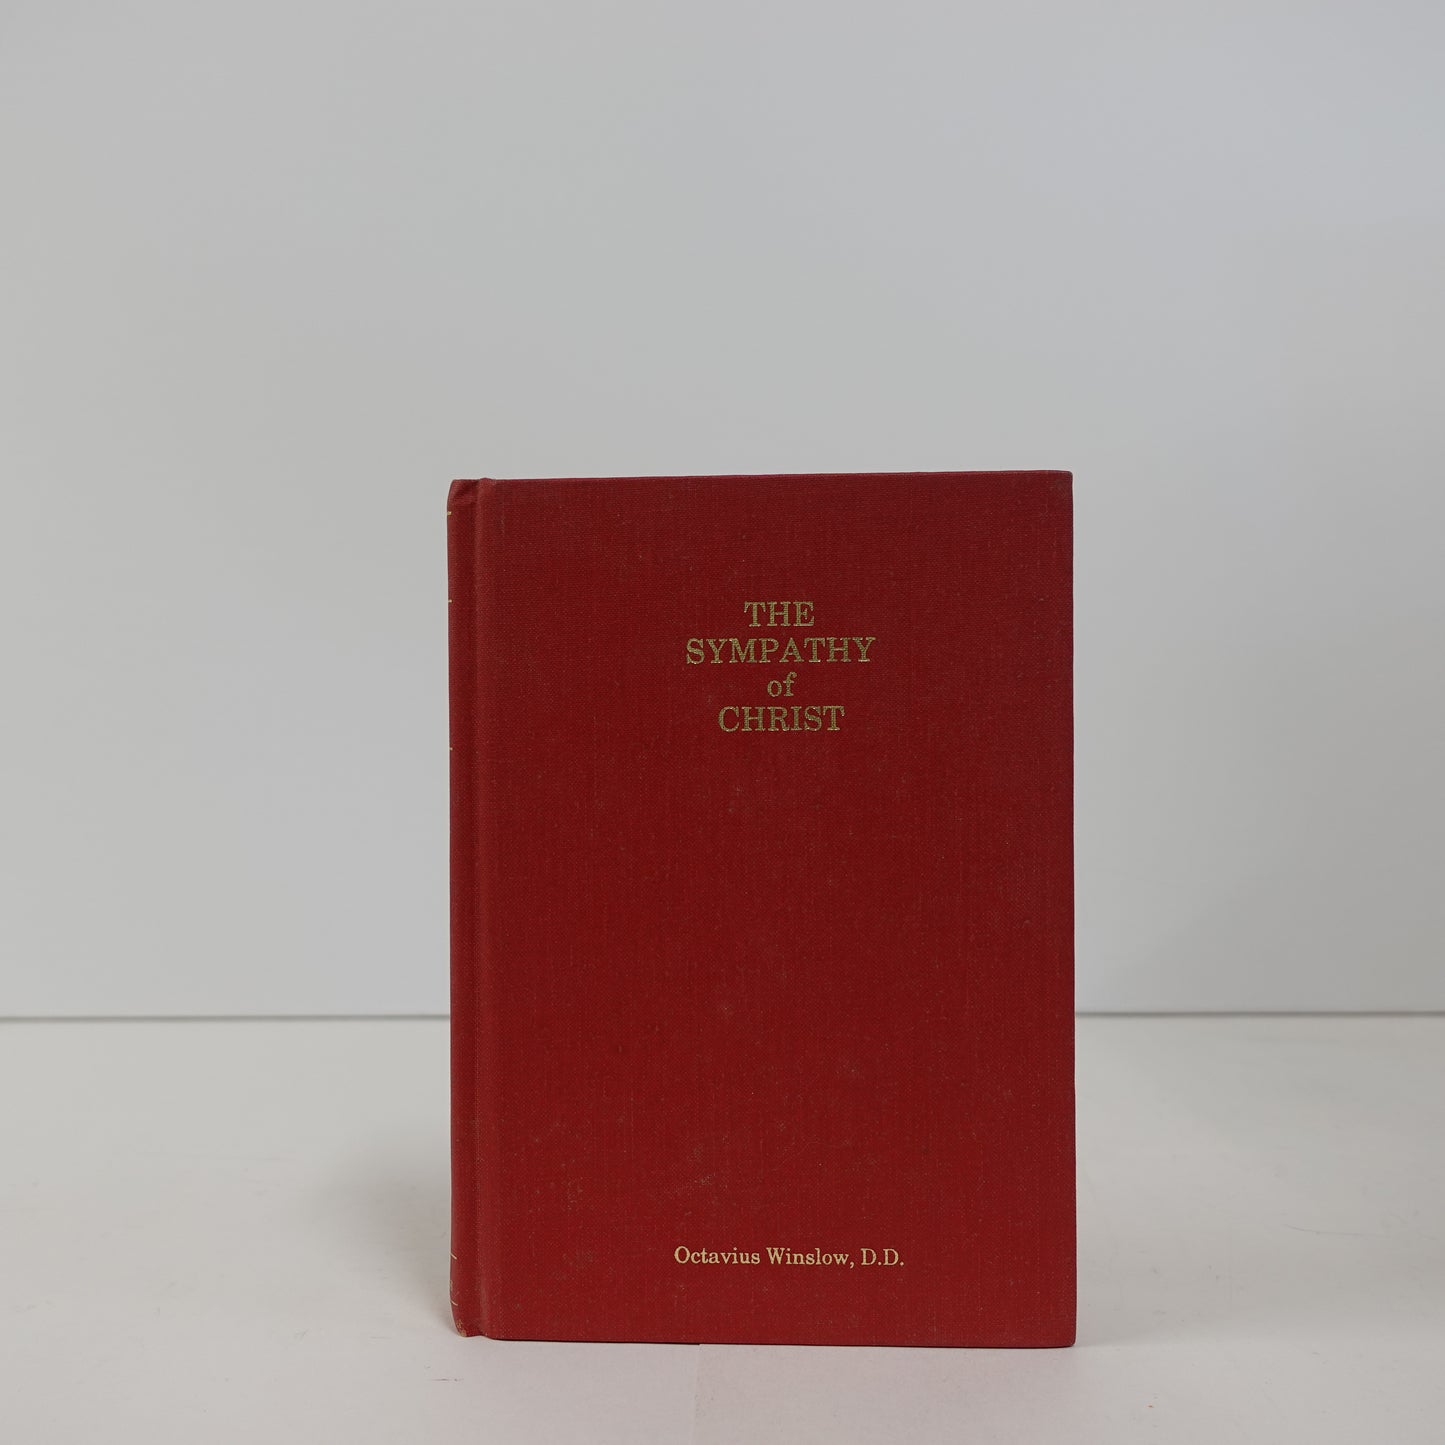 THE
SYMPATHY
of
CHRIST
Octavius Winslow, D.D.